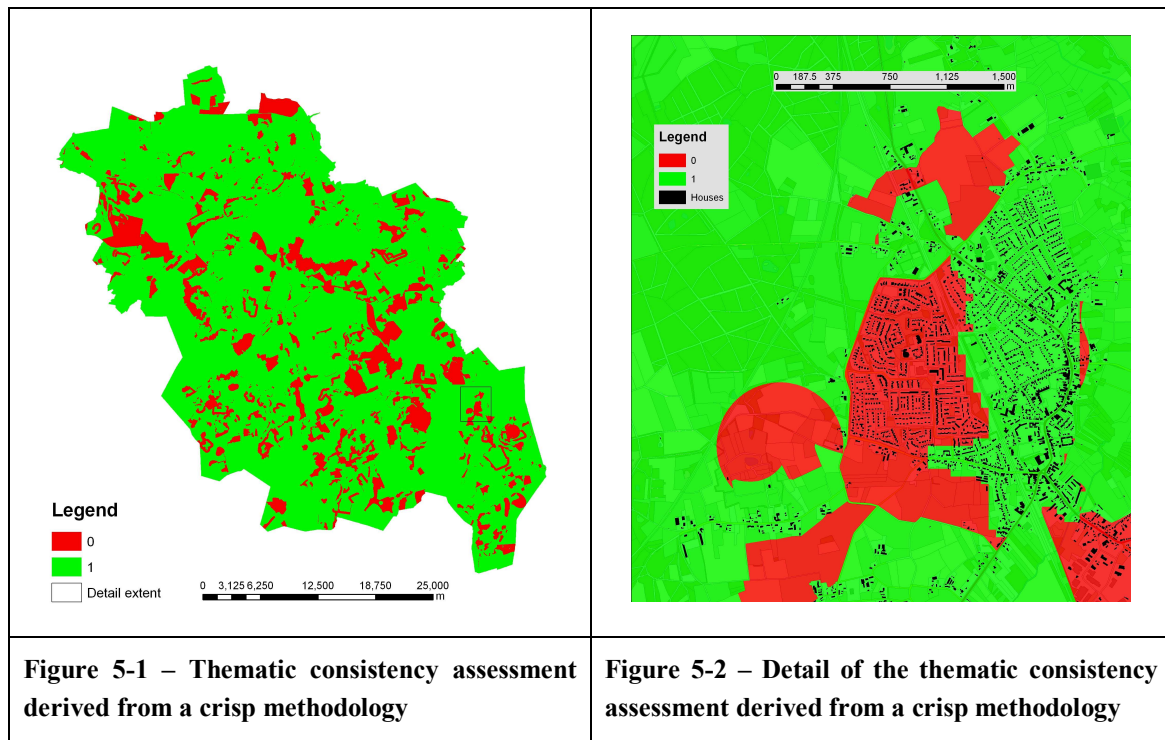 Legend
0
1
Detail extent
0 3,125 6,250 12,500 18,750 25,000
m
0 187.5 375 750 1,125 1,500
m
Legend
0
1
Houses
Figure 5-1 – Thematic consistency assessment
derived from a crisp methodology
Figure 5-2 – Detail of the thematic consistency
assessment derived from a crisp methodology